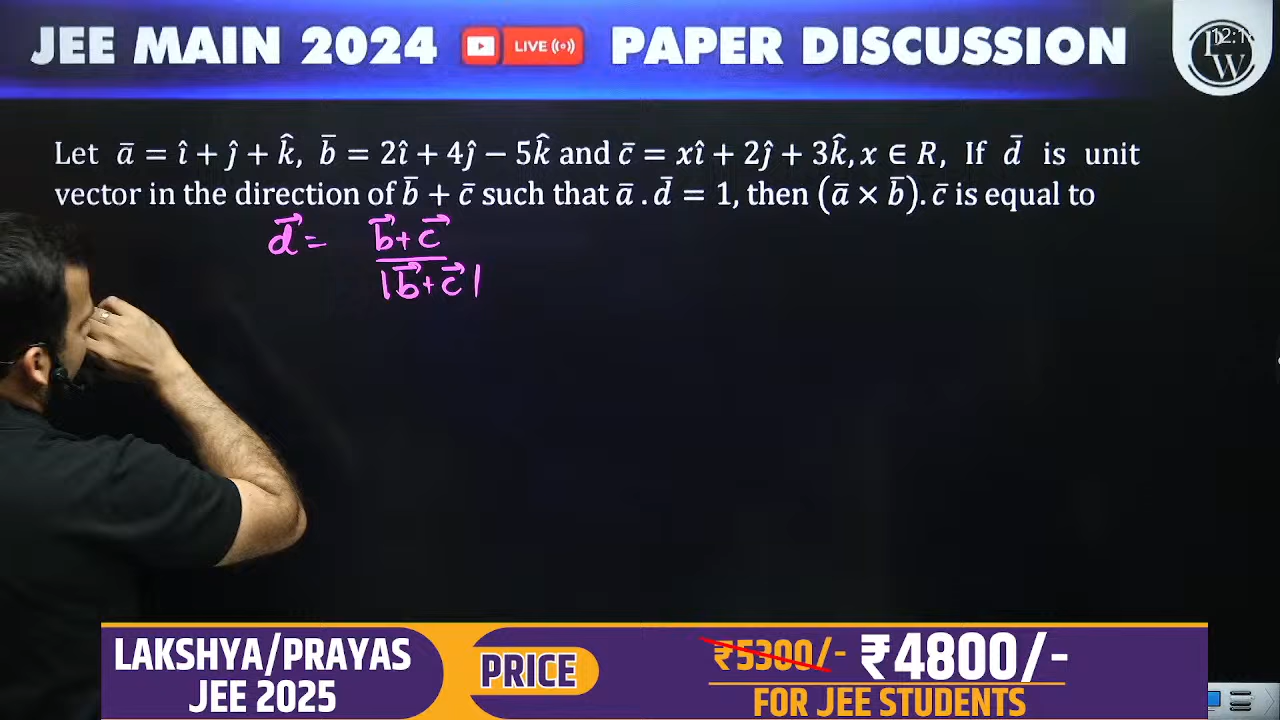 JEE MAIN 2024 LIVE PAPER DISCUSSION
Let ā = î + ĵ + k̂, b̄ = 2î + 4ĵ − 5k̂ and c̄ = xî + 2ĵ + 3k̂, x ∈ R, If d̄ is unit
vector in the direction of b̄ + c̄ such that ā . d̄ = 1, then (ā × b̄). c̄ is equal to
d⃗ = b⃗+c⃗
|b⃗+c⃗|
LAKSHYA/PRAYAS
JEE 2025
PRICE
₹5300/- ₹4800/-
FOR JEE STUDENTS